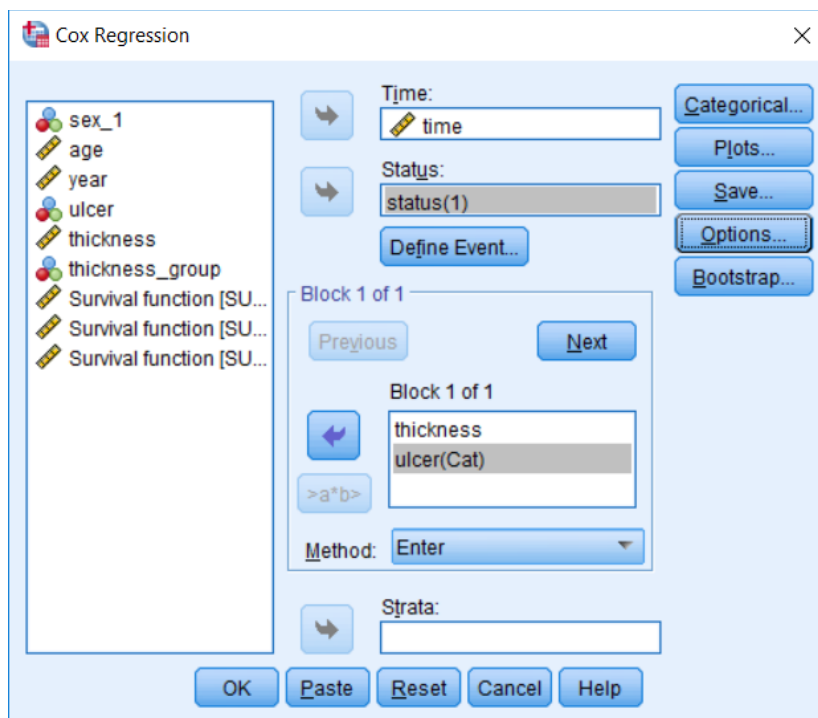 Cox Regression
sex_1
age
year
ulcer
thickness
thickness_group
Survival function [SU...
Survival function [SU...
Survival function [SU...
Time:
time
Status:
status(1)
Define Event...
Block 1 of 1
Previous
Next
Block 1 of 1
thickness
ulcer(Cat)
>a*b>
Method: Enter
Strata:
Categorical...
Plots...
Save...
Options...
Bootstrap...
OK Paste Reset Cancel Help